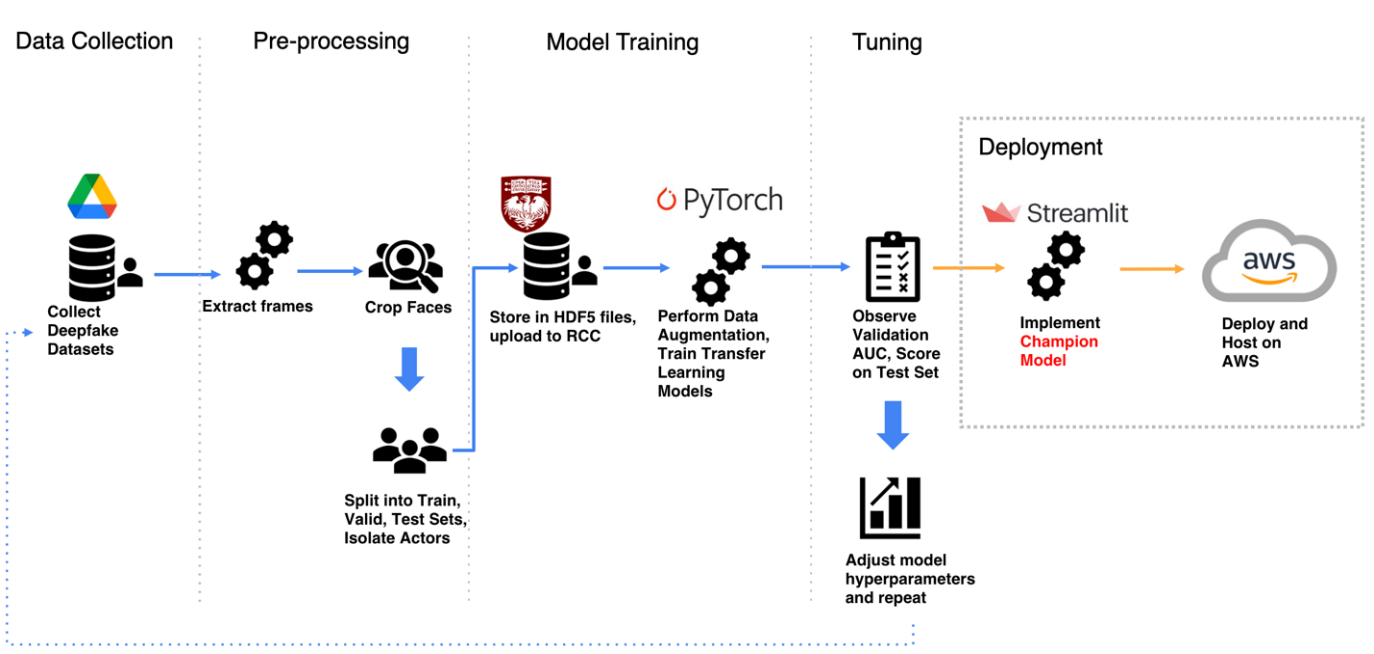 Data Collection
Pre-processing
Model Training
Tuning
Deployment
Collect
Deepfake
Datasets
Extract frames
Crop Faces
Split into Train,
Valid, Test Sets,
Isolate Actors
Store in HDF5 files,
upload to RCC
PyTorch
Perform Data
Augmentation,
Train Transfer
Learning
Models
Observe
Validation
AUC, Score
on Test Set
Adjust model
hyperparameters
and repeat
Streamlit
Implement
Champion
Model
aws
Deploy and
Host on
AWS